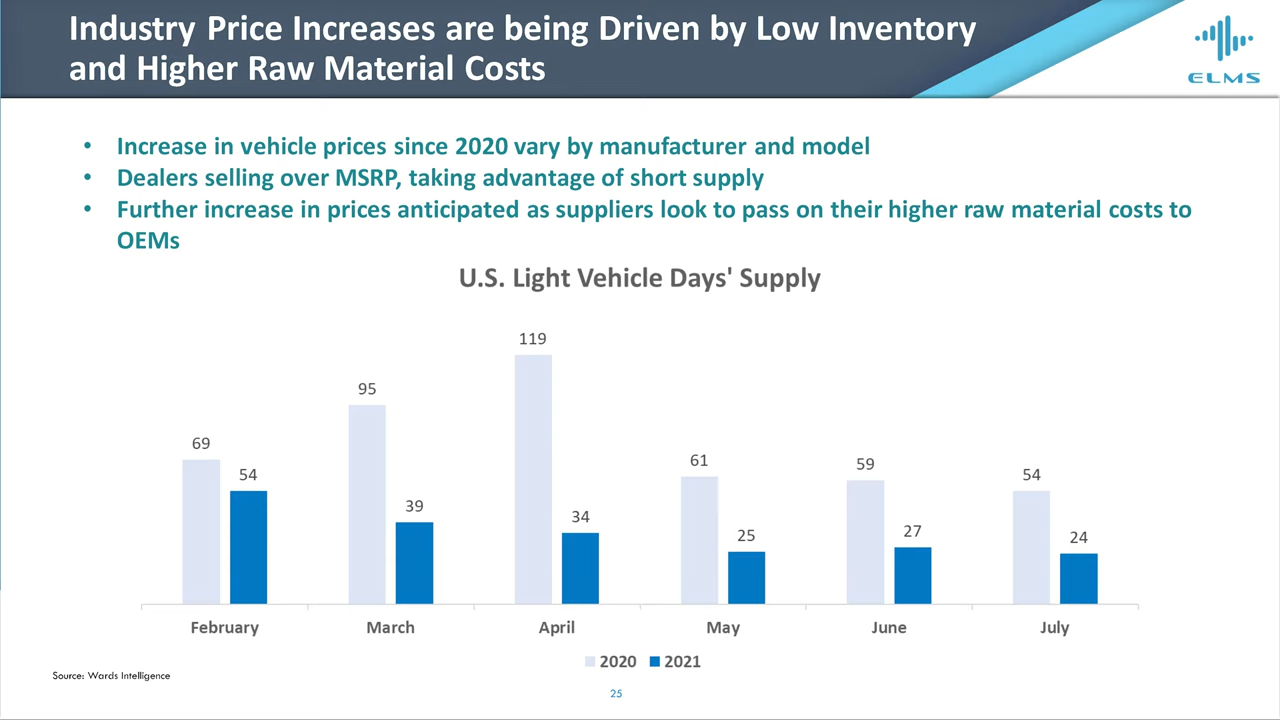 Industry Price Increases are being Driven by Low Inventory
and Higher Raw Material Costs
ELMS
• Increase in vehicle prices since 2020 vary by manufacturer and model
• Dealers selling over MSRP, taking advantage of short supply
• Further increase in prices anticipated as suppliers look to pass on their higher raw material costs to
OEMs
U.S. Light Vehicle Days' Supply
119
95
69
61
59
54
54
39
34
25
27
24
February March April May June July
2020 2021
Source: Wards Intelligence
25